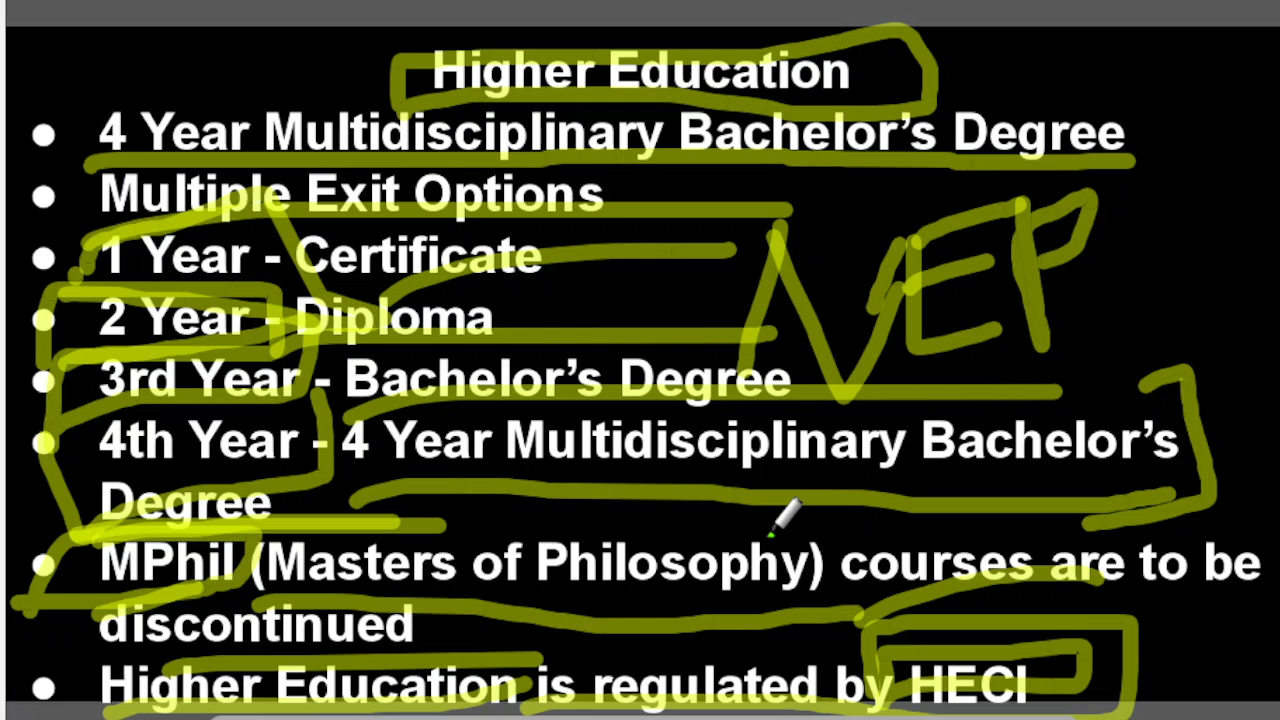 Higher Education
● 4 Year Multidisciplinary Bachelor's Degree
● Multiple Exit Options
● 1 Year - Certificate
● 2 Year - Diploma
● 3rd Year - Bachelor's Degree
● 4th Year - 4 Year Multidisciplinary Bachelor's
Degree
● MPhil (Masters of Philosophy) courses are to be
discontinued
● Higher Education is regulated by HECI
NEP